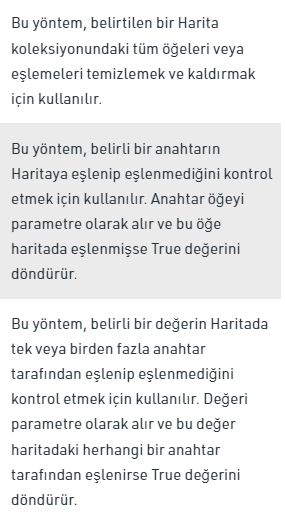 Bu yöntem, belirtilen bir Harita
koleksiyonundaki tüm öğeleri veya
eşlemeleri temizlemek ve kaldırmak
için kullanılır.
Bu yöntem, belirli bir anahtarın
Haritaya eşlenip eşlenmediğini kontrol
etmek için kullanılır. Anahtar öğeyi
parametre olarak alır ve bu öğe
haritada eşlenmişse True değerini
döndürür.
Bu yöntem, belirli bir değerin Haritada
tek veya birden fazla anahtar
tarafından eşlenip eşlenmediğini
kontrol etmek için kullanılır. Değeri
parametre olarak alır ve bu değer
haritadaki herhangi bir anahtar
tarafından eşlenirse True değerini
döndürür.